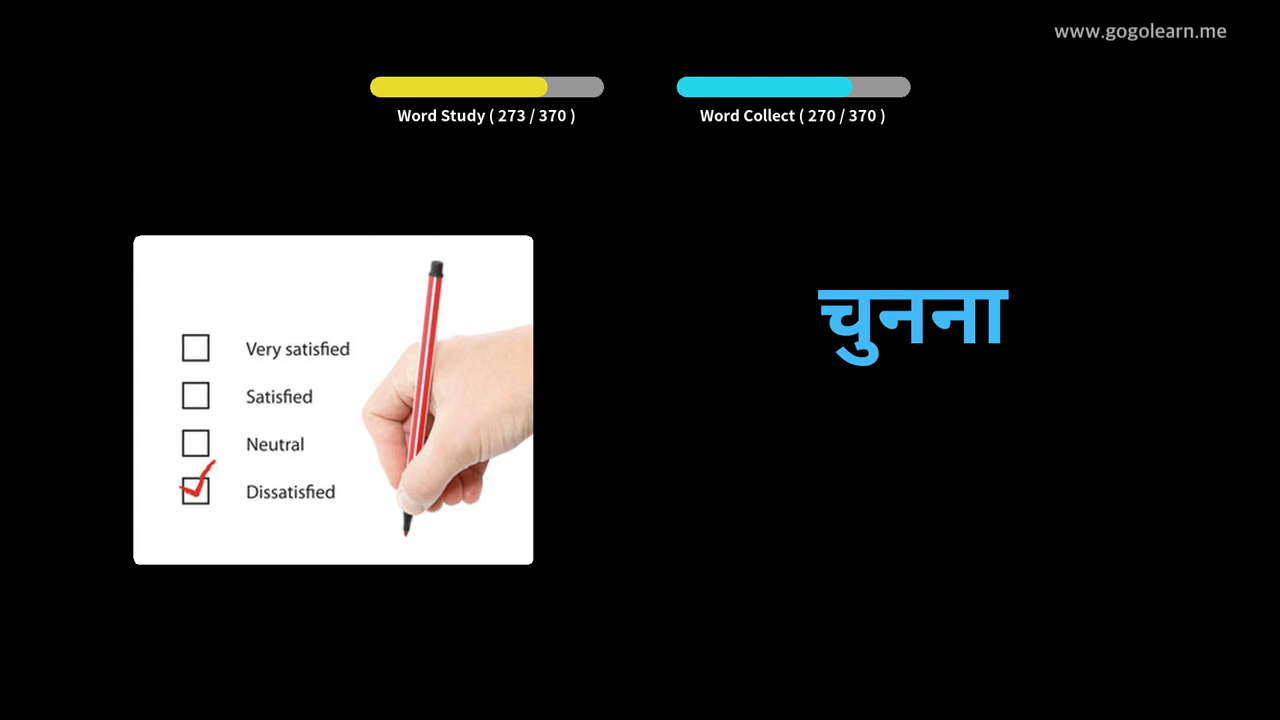 www.gogolearn.me
Word Study ( 273 / 370 )
Word Collect ( 270 / 370 )
Very satisfied
Satisfied
Neutral
Dissatisfied
चुनना